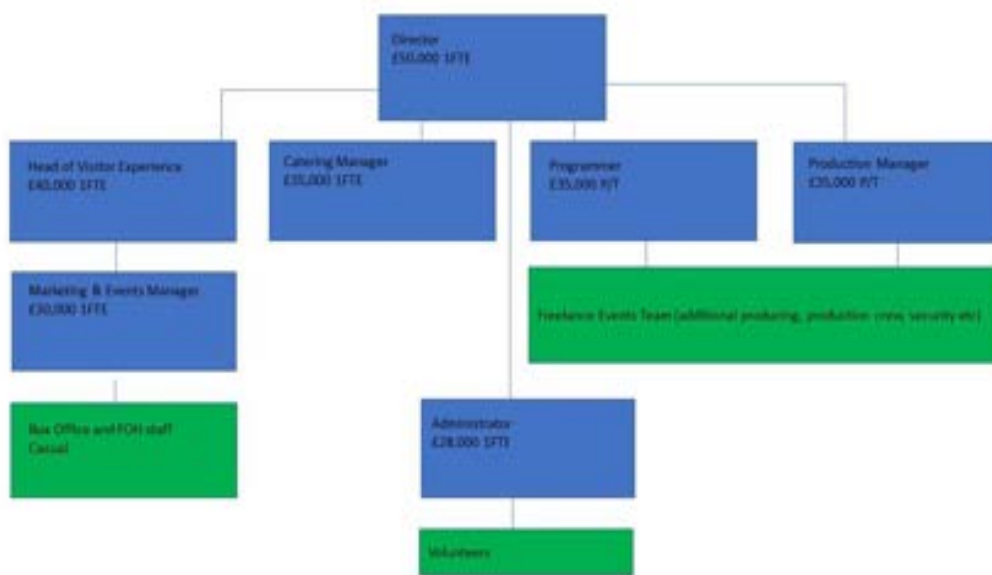 Director
£50,000 1FTE
Head of Visitor Experience
£40,000 1FTE
Catering Manager
£35,000 1FTE
Programmer
£35,000 P/T
Production Manager
£35,000 P/T
Marketing & Events Manager
£30,000 1FTE
Freelance Events Team (additional producing, production crew, security etc)
Box Office and FOH staff
Casual
Administrator
£28,000 1FTE
Volunteers